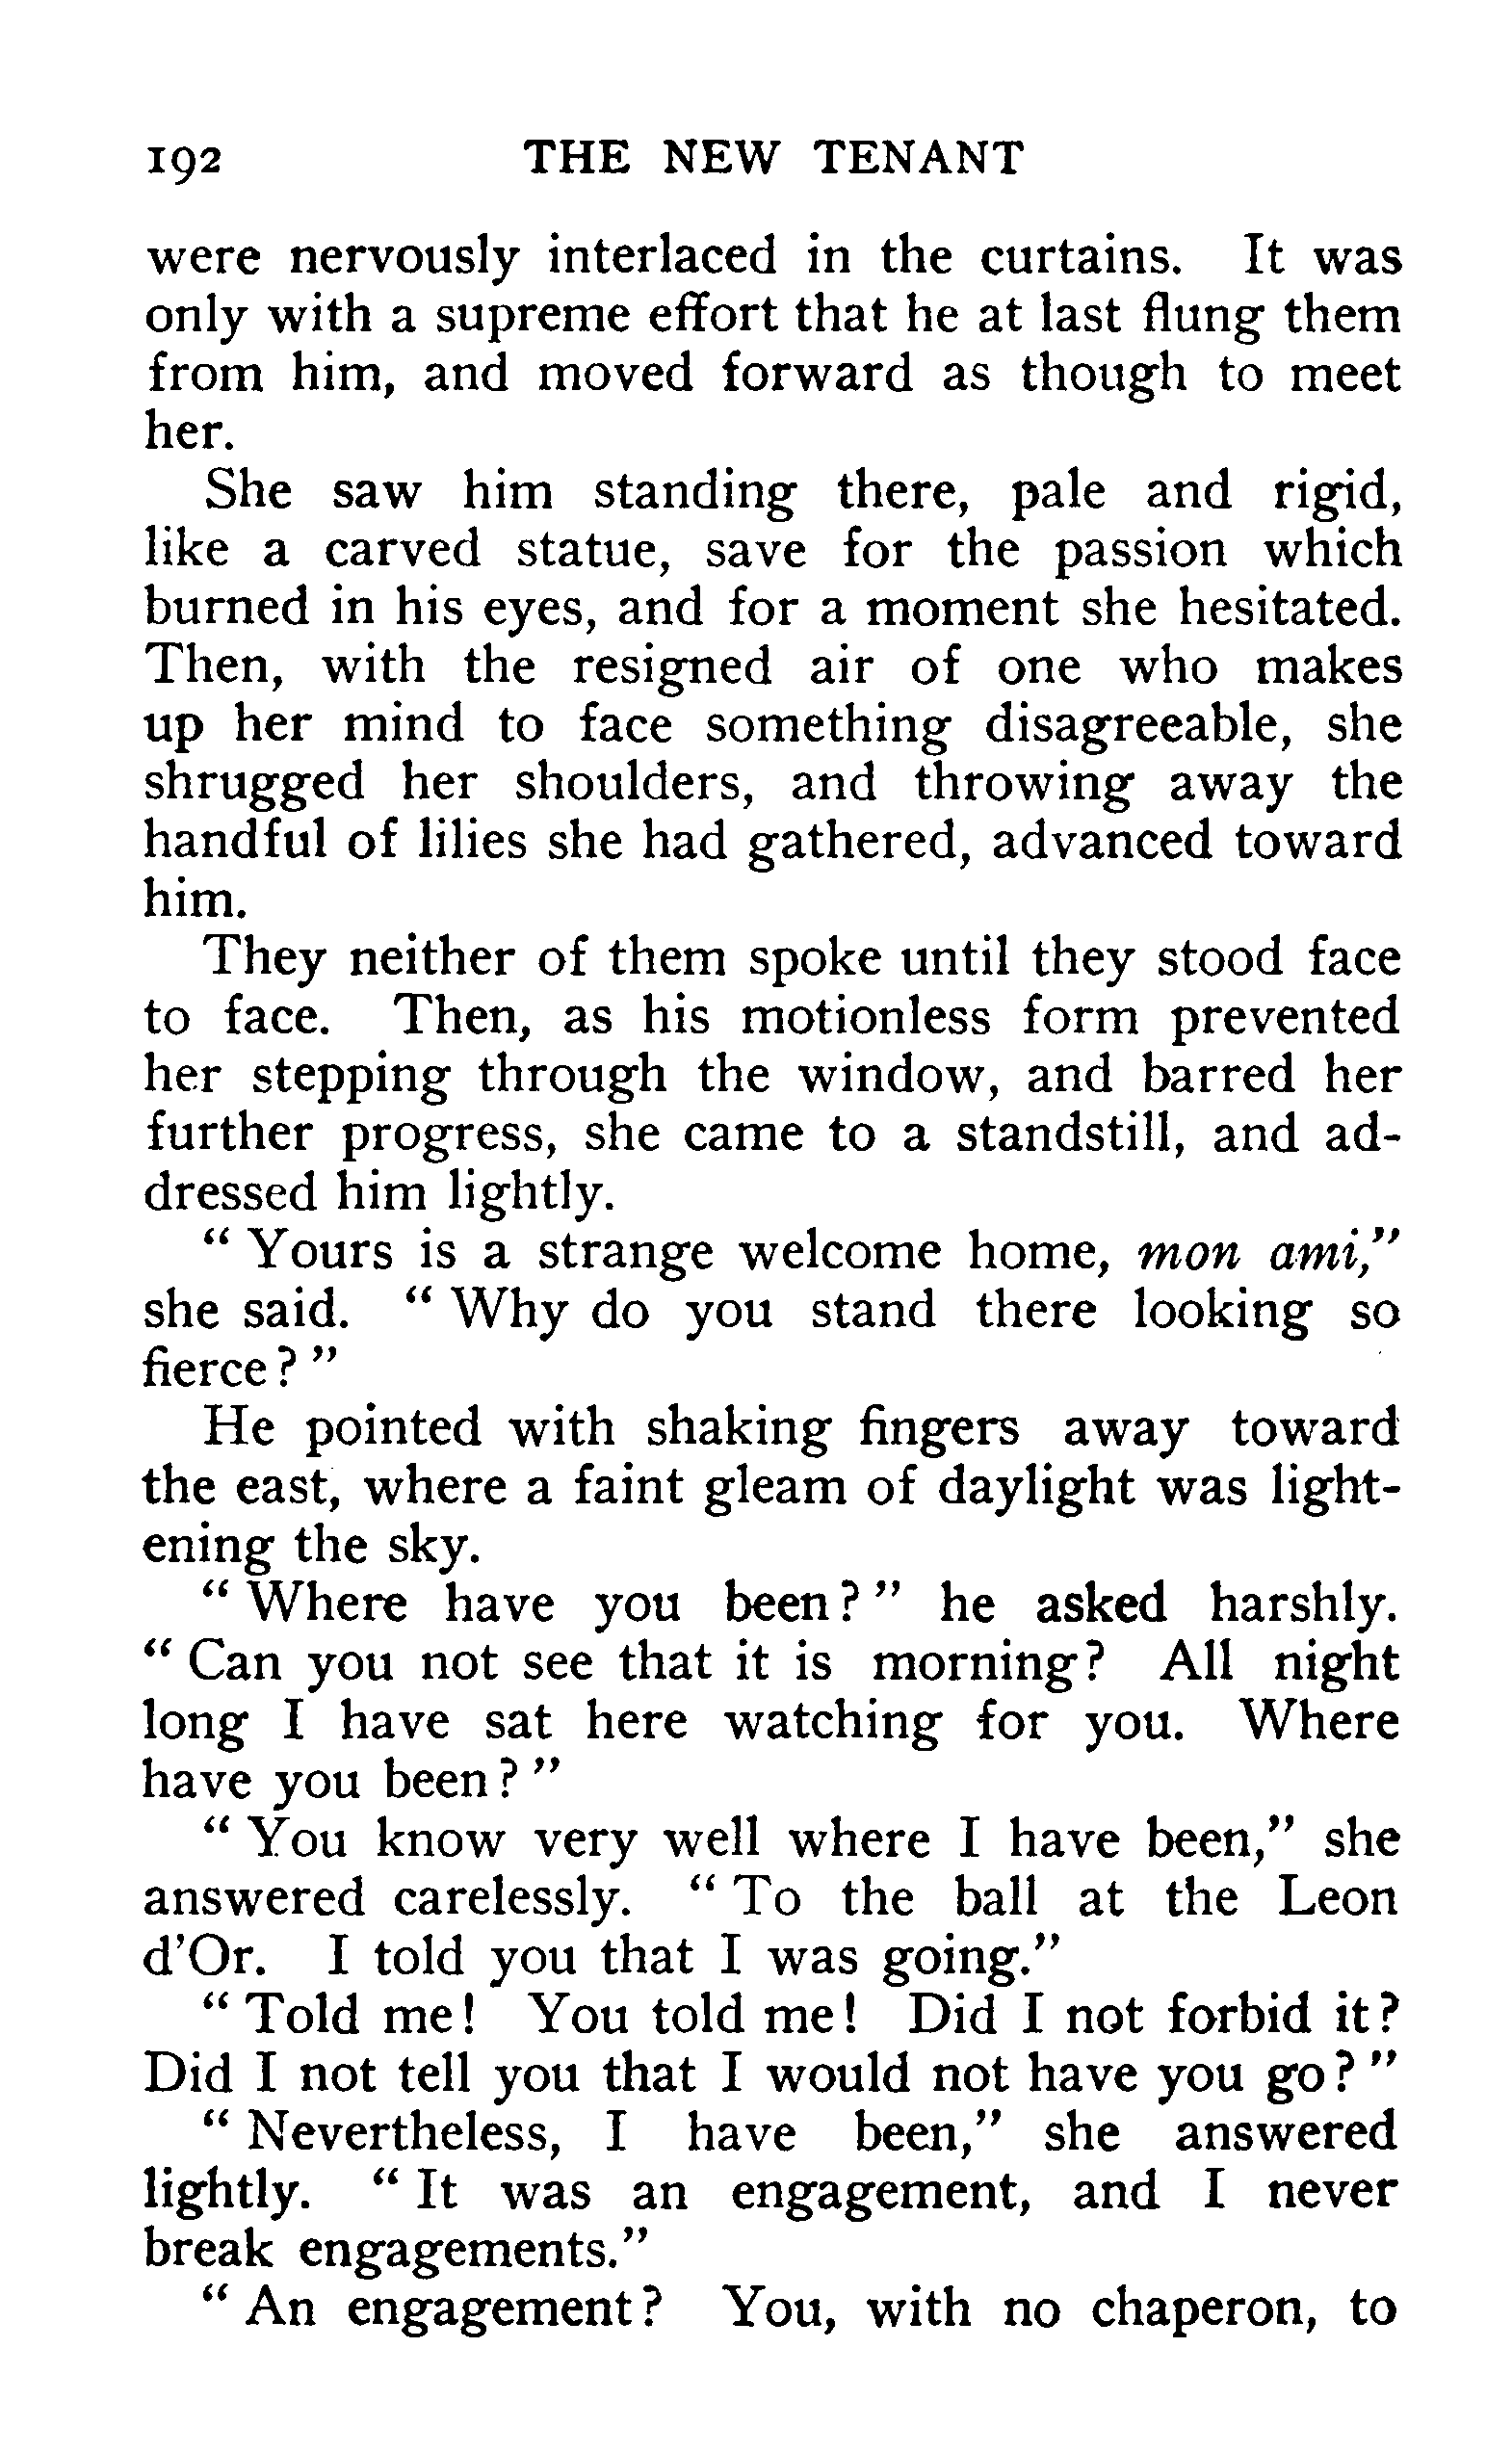 192 THE NEW TENANT
were nervously interlaced in the curtains. It was
only with a supreme effort that he at last flung them
from him, and moved forward as though to meet
her.
She saw him standing there, pale and rigid,
like a carved statue, save for the passion which
burned in his eyes, and for a moment she hesitated.
Then, with the resigned air of one who makes
up her mind to face something disagreeable, she
shrugged her shoulders, and throwing away the
handful of lilies she had gathered, advanced toward
him.
They neither of them spoke until they stood face
to face. Then, as his motionless form prevented
her stepping through the window, and barred her
further progress, she came to a standstill, and ad-
dressed him lightly.
“ Yours is a strange welcome home, mon ami,”
she said. “ Why do you stand there looking so
fierce ? ”
He pointed with shaking fingers away toward
the east, where a faint gleam of daylight was light-
ening the sky.
“ Where have you been ? ” he asked harshly.
“ Can you not see that it is morning? All night
long I have sat here watching for you. Where
have you been ? ”
“ You know very well where I have been,” she
answered carelessly. “ To the ball at the Leon
d’Or. I told you that I was going.”
“ Told me! You told me! Did I not forbid it ?
Did I not tell you that I would not have you go ? ”
“ Nevertheless, I have been,” she answered
lightly. “ It was an engagement, and I never
break engagements.”
“ An engagement ? You, with no chaperon, to